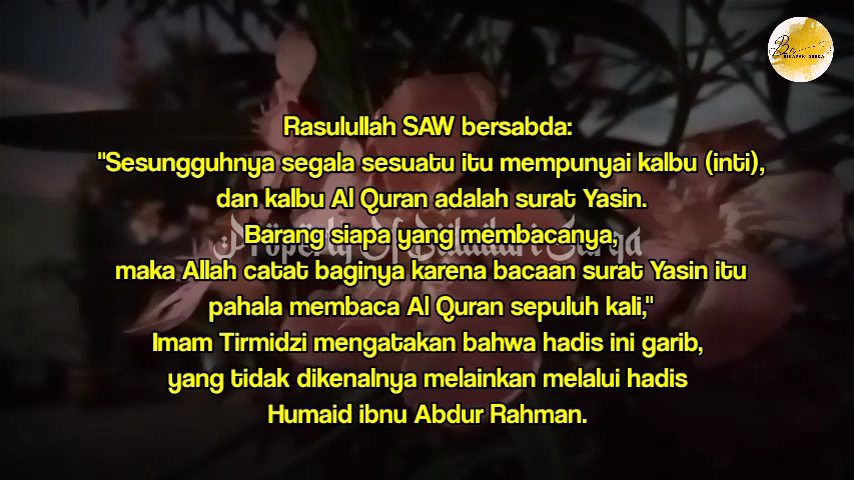 Rasulullah SAW bersabda:
"Sesungguhnya segala sesuatu itu mempunyai kalbu (inti),
dan kalbu Al Quran adalah surat Yasin.
Barang siapa yang membacanya,
maka Allah catat baginya karena bacaan surat Yasin itu
pahala membaca Al Quran sepuluh kali,"
Imam Tirmidzi mengatakan bahwa hadis ini garib,
yang tidak dikenalnya melainkan melalui hadis
Humaid ibnu Abdur Rahman.